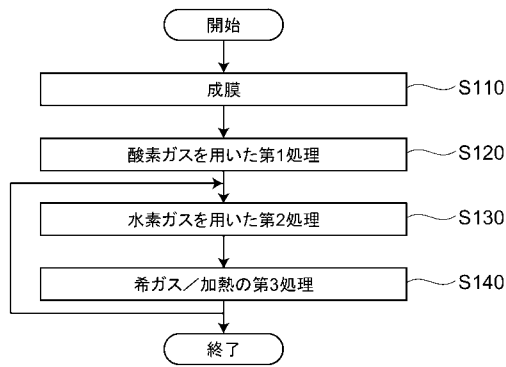 開始
成膜
S110
酸素ガスを用いた第1処理
S120
水素ガスを用いた第2処理
S130
希ガス／加熱の第3処理
S140
終了